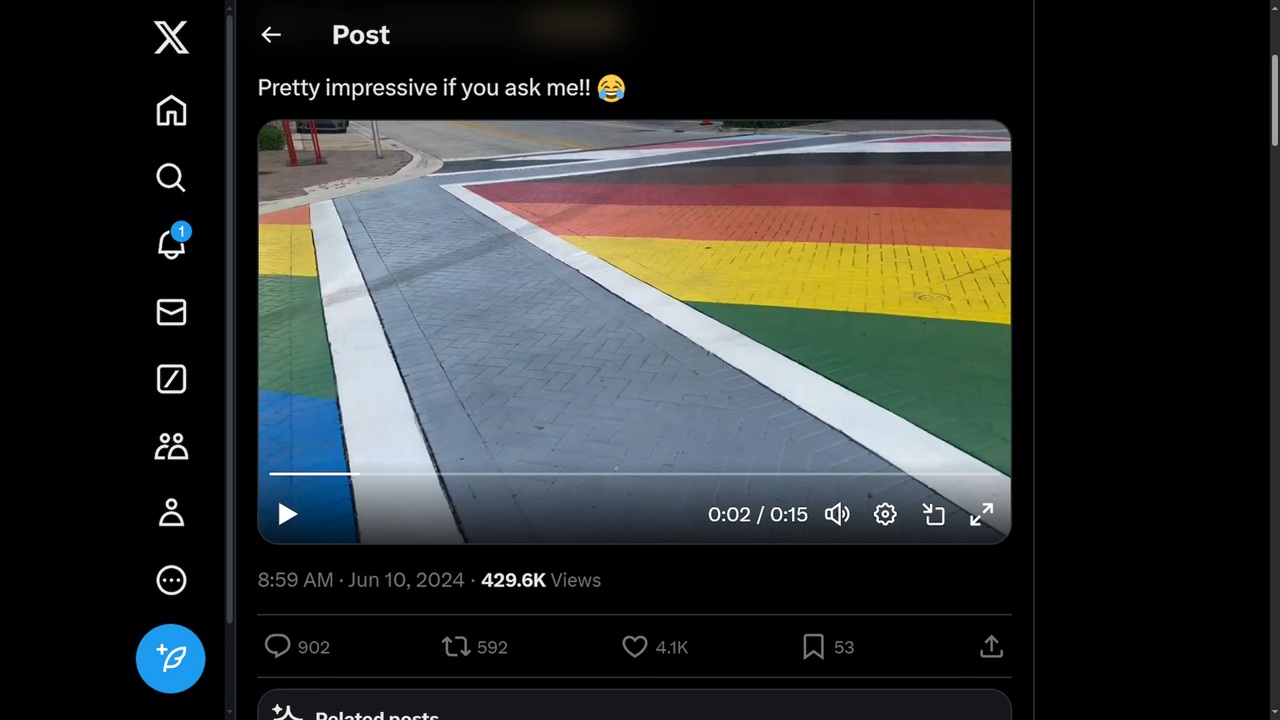 Post
Pretty impressive if you ask me!! 😂
1
0:02 / 0:15
8:59 AM · Jun 10, 2024 · 429.6K Views
902 592 4.1K 53
Related posts